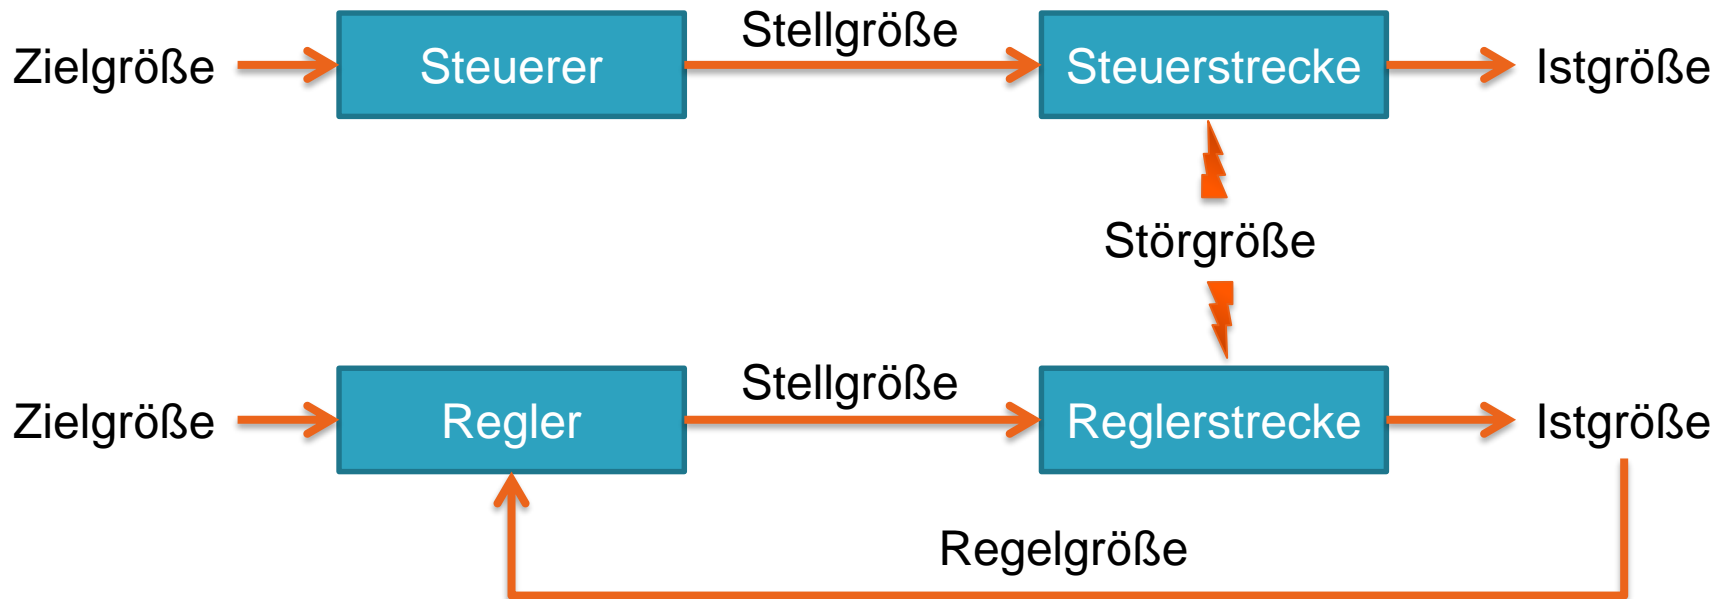 Zielgröße
Steuerer
Stellgröße
Steuerstrecke
Istgröße
Störgröße
Zielgröße
Regler
Stellgröße
Reglerstrecke
Istgröße
Regelgröße